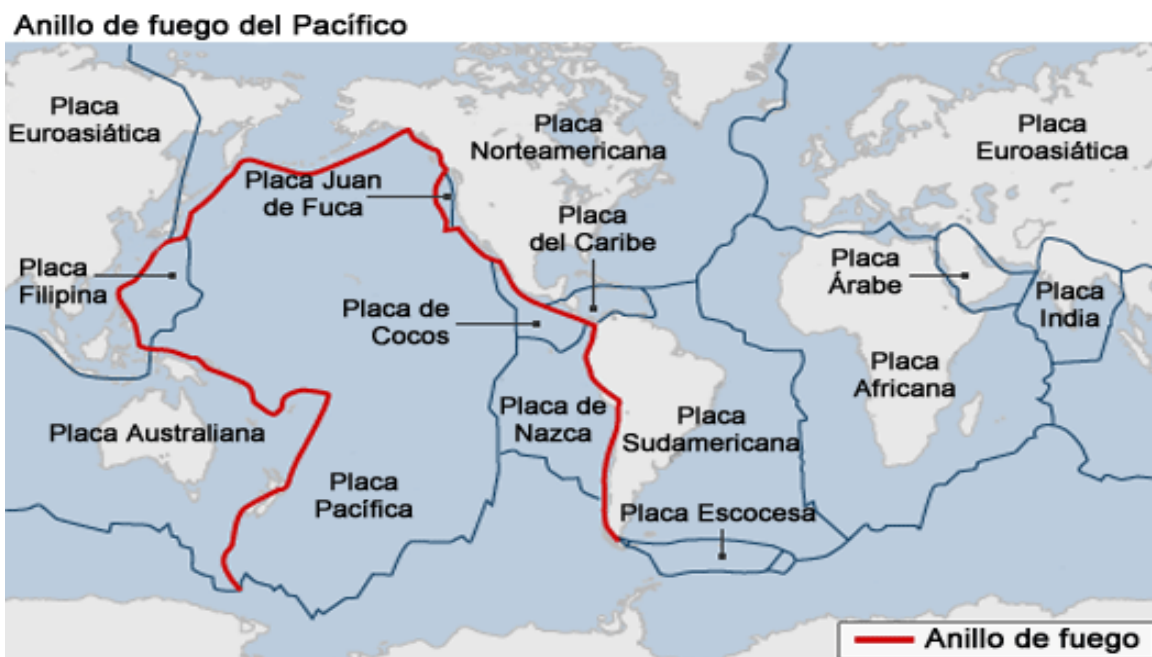 Anillo de fuego del Pacífico
Placa
Euroasiática
Placa
Norteamericana
Placa
Euroasiática
Placa Juan
de Fuca
Placa
del Caribe
Placa
Filipina
Placa
Árabe
Placa de
Cocos
Placa
India
Placa
Africana
Placa Australiana
Placa de
Nazca
Placa
Sudamericana
Placa
Pacífica
Placa Escocesa
Anillo de fuego